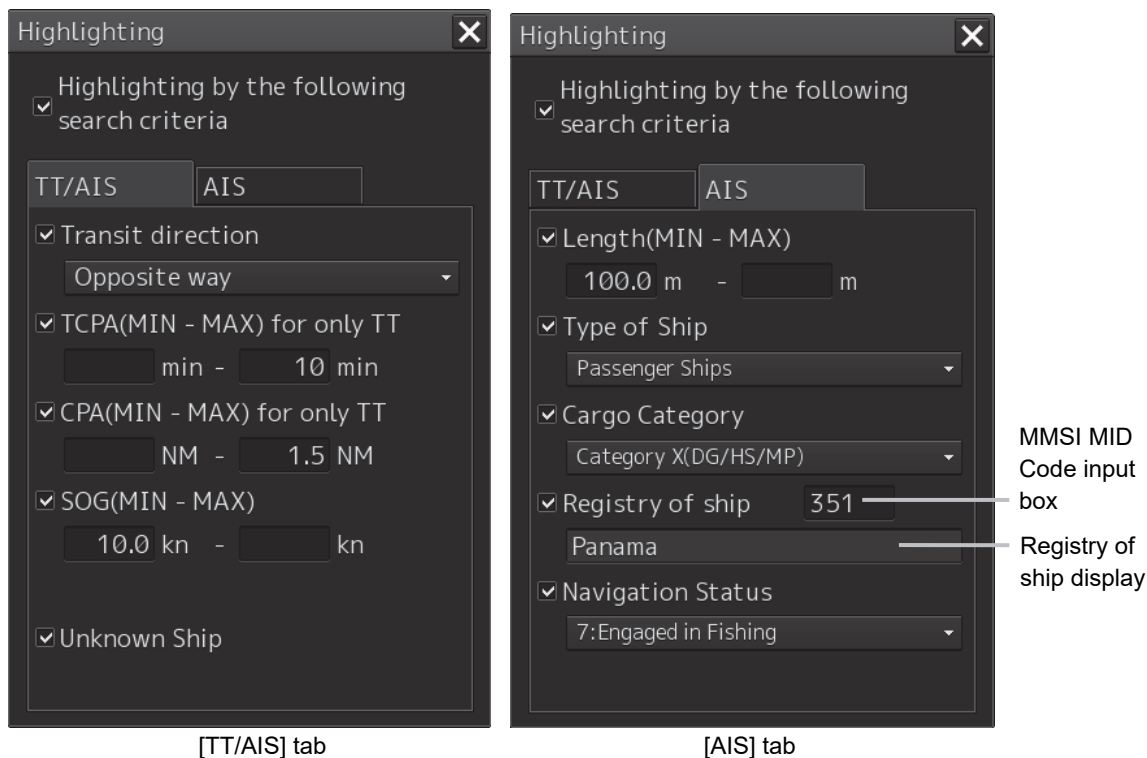 Highlighting
Highlighting by the following
search criteria
TT/AIS AIS
Transit direction
Opposite way
TCPA(MIN - MAX) for only TT
min - 10 min
CPA(MIN - MAX) for only TT
NM - 1.5 NM
SOG(MIN - MAX)
10.0 kn - kn
Unknown Ship
[TT/AIS] tab
Highlighting
Highlighting by the following
search criteria
TT/AIS AIS
Length(MIN - MAX)
100.0 m - m
Type of Ship
Passenger Ships
Cargo Category
Category X(DG/HS/MP)
Registry of ship 351
Panama
Navigation Status
7:Engaged in Fishing
[AIS] tab
MMSI MID
Code input
box
Registry of
ship display